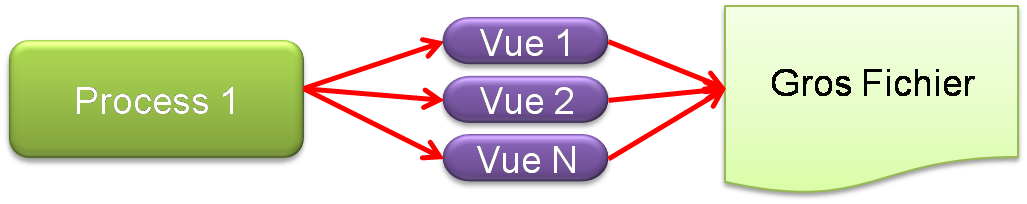 Process 1
Vue 1
Vue 2
Vue N
Gros Fichier